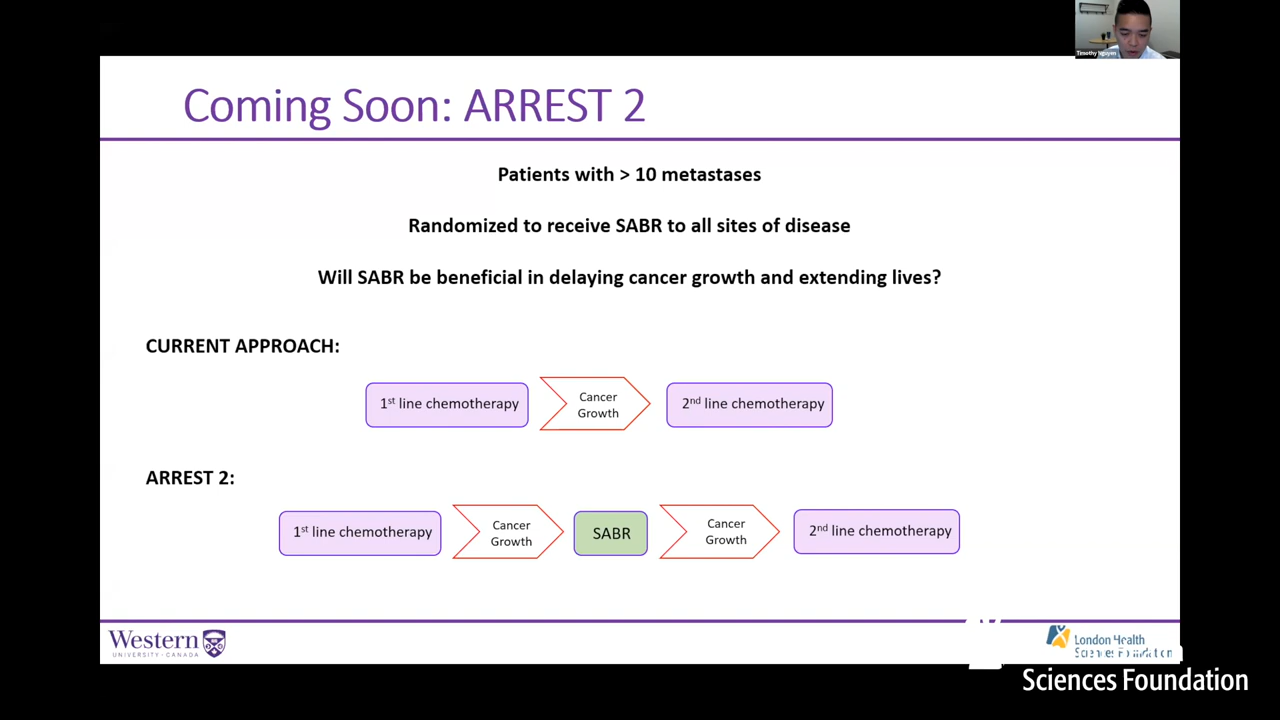 Timothy Nguyen
Coming Soon: ARREST 2
Patients with > 10 metastases
Randomized to receive SABR to all sites of disease
Will SABR be beneficial in delaying cancer growth and extending lives?
CURRENT APPROACH:
1st line chemotherapy
Cancer
Growth
2nd line chemotherapy
ARREST 2:
1st line chemotherapy
Cancer
Growth
SABR
Cancer
Growth
2nd line chemotherapy
Western
UNIVERSITY · CANADA
London Health
Sciences Foundation
Sciences Foundation